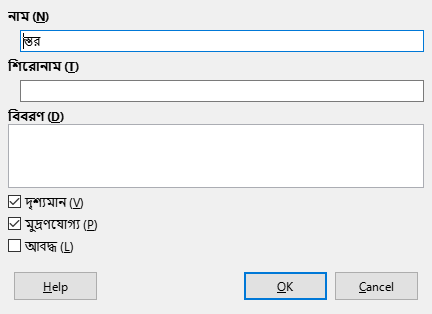 নাম (N)
স্তর
শিরোনাম (T)
বিবরণ (D)
দৃশ্যমান (V)
মুদ্রণযোগ্য (P)
আবদ্ধ (L)
Help OK Cancel